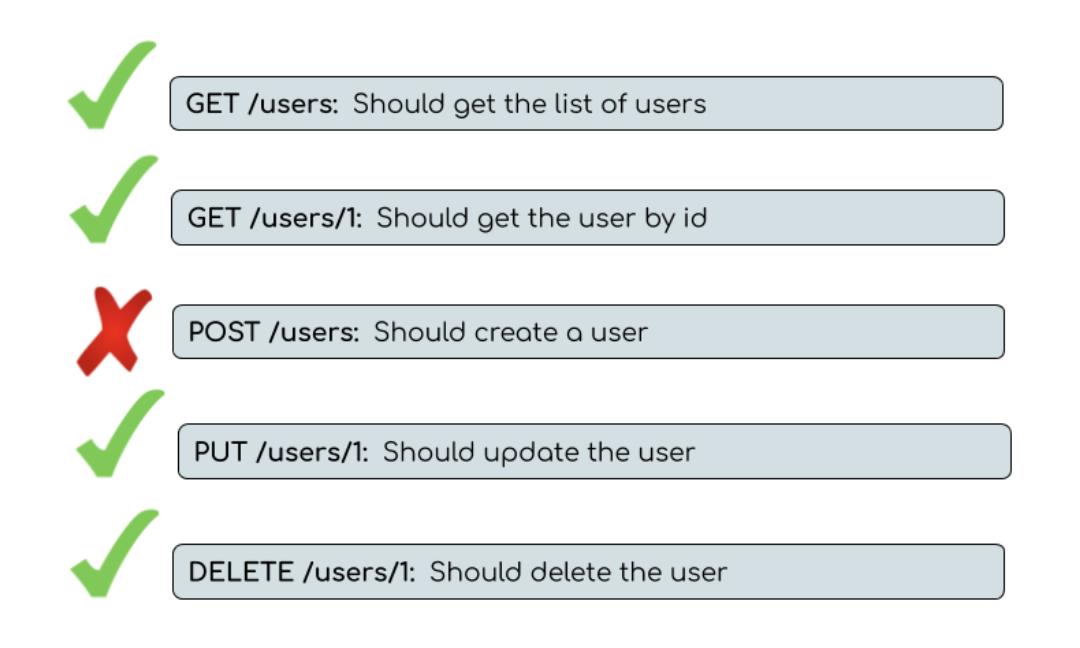 GET /users: Should get the list of users
GET /users/1: Should get the user by id
POST /users: Should create a user
PUT /users/1: Should update the user
DELETE /users/1: Should delete the user